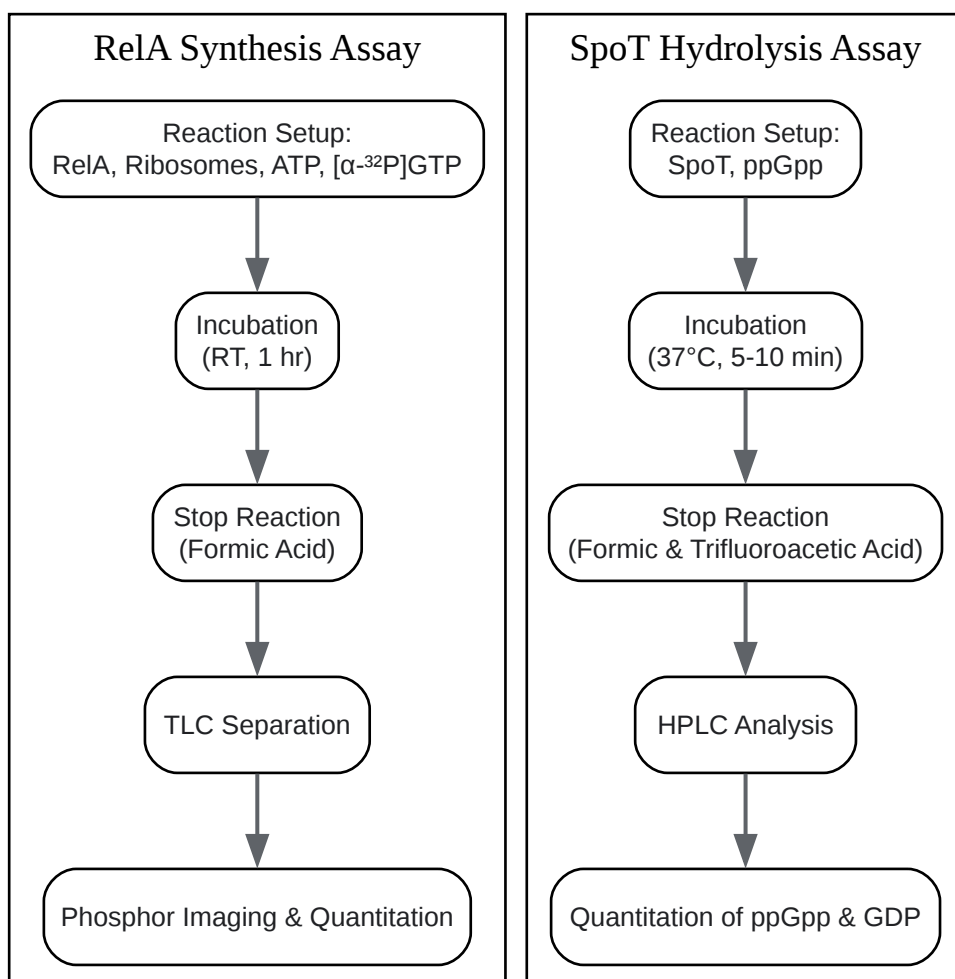 RelA Synthesis Assay
Reaction Setup:
RelA, Ribosomes, ATP, [α-³²P]GTP
Incubation
(RT, 1 hr)
Stop Reaction
(Formic Acid)
TLC Separation
Phosphor Imaging & Quantitation
SpoT Hydrolysis Assay
Reaction Setup:
SpoT, ppGpp
Incubation
(37°C, 5-10 min)
Stop Reaction
(Formic & Trifluoroacetic Acid)
HPLC Analysis
Quantitation of ppGpp & GDP